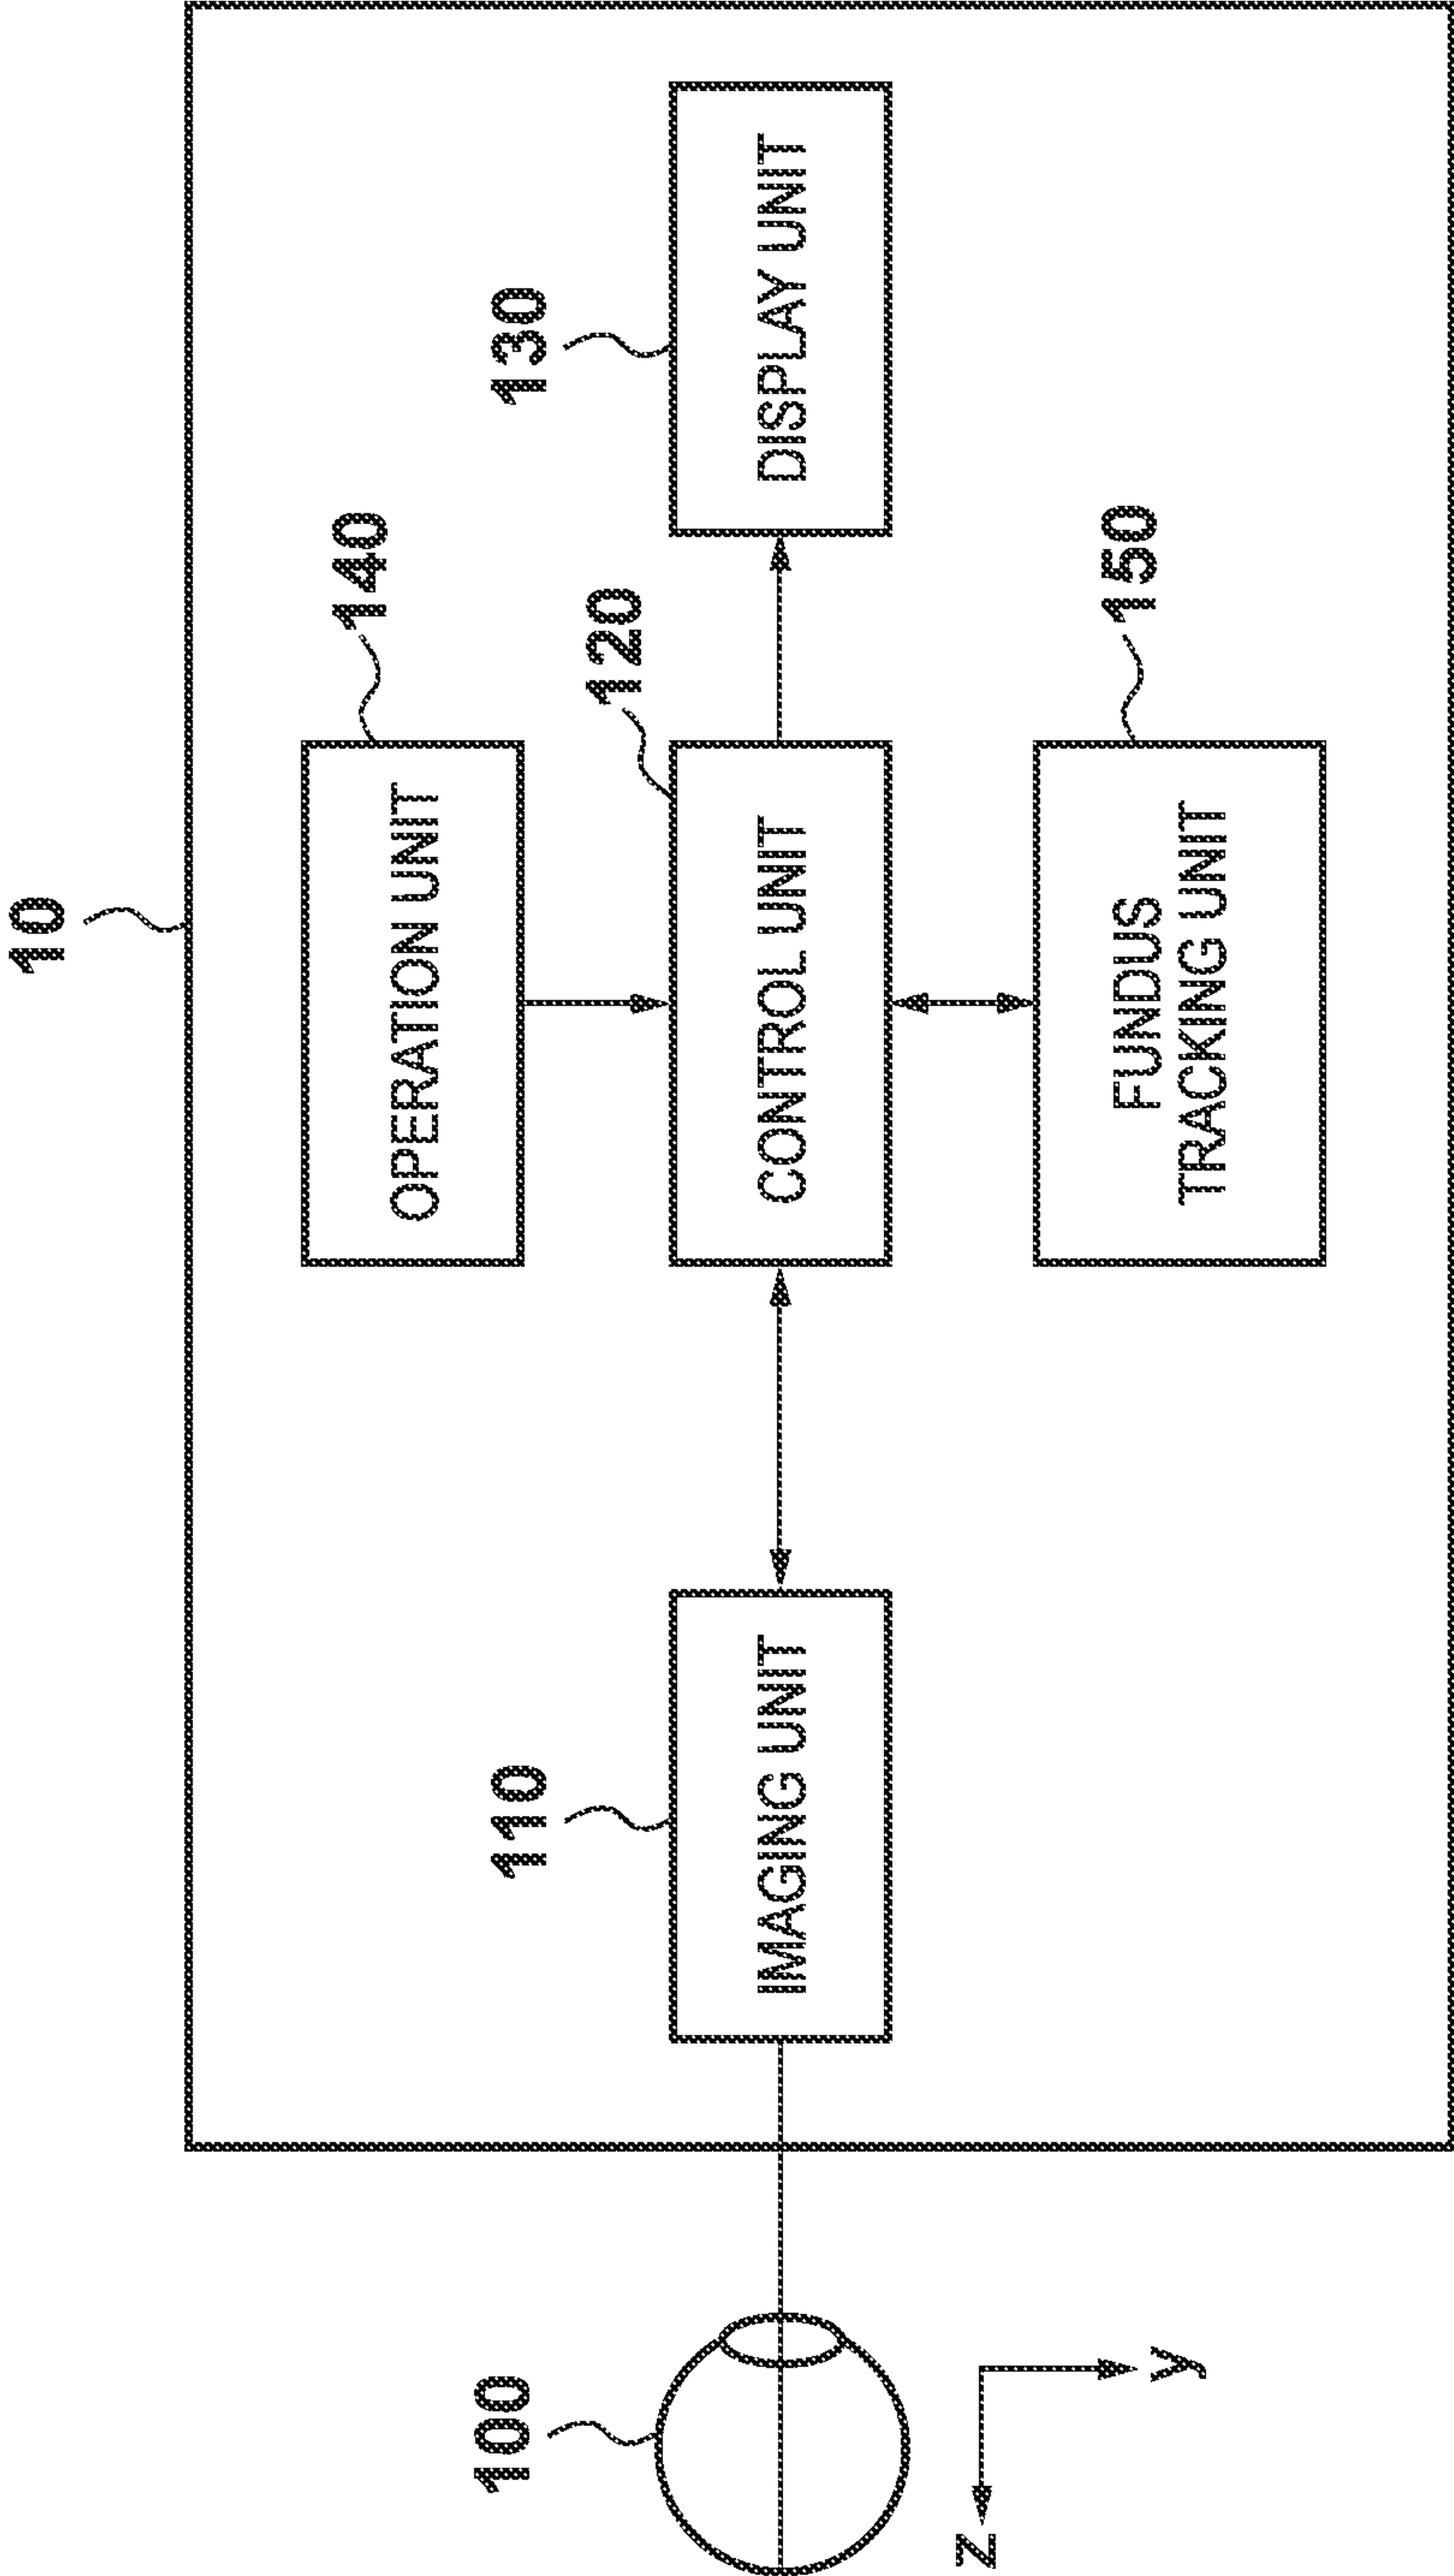 10
140
OPERATION UNIT
130
120
110
100
IMAGING UNIT
CONTROL UNIT
DISPLAY UNIT
150
FUNDUS
TRACKING UNIT
z
y